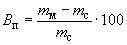 Bп = (mм − mс) / mс · 100